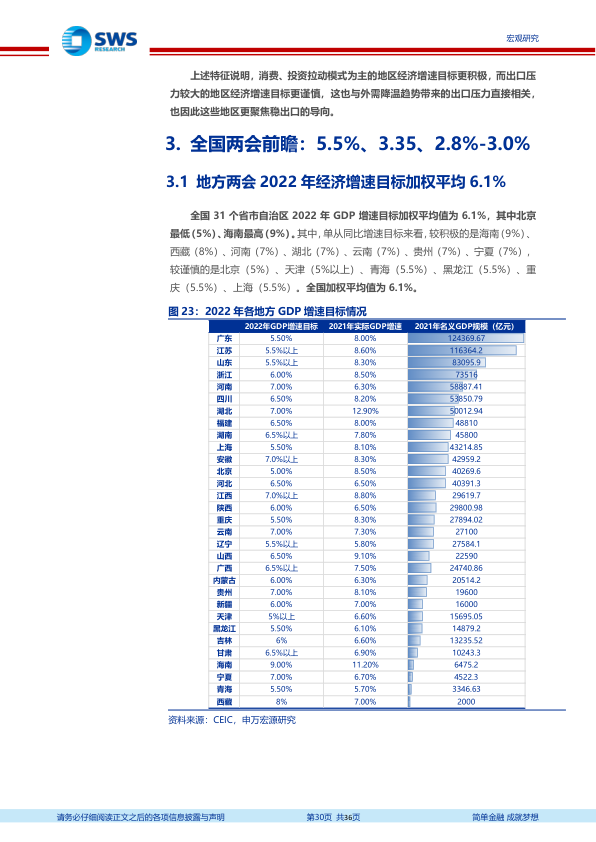 SWS
RESEARCH
宏观研究
上述特征说明，消费、投资拉动模式为主的地区经济增速目标更积极，而出口压
力较大的地区经济增速目标更谨慎，这也与外需降温趋势带来的出口压力直接相关，
也因此这些地区更聚焦稳出口的导向。
3. 全国两会前瞻：5.5%、3.35、2.8%-3.0%
3.1 地方两会 2022 年经济增速目标加权平均 6.1%
全国 31 个省市自治区 2022 年 GDP 增速目标加权平均值为 6.1%，其中北京
最低（5%）、海南最高（9%）。其中，单从同比增速目标来看，较积极的是海南（9%）、
西藏（8%）、河南（7%）、湖北（7%）、云南（7%）、贵州（7%）、宁夏（7%），
较谨慎的是北京（5%）、天津（5%以上）、青海（5.5%）、黑龙江（5.5%）、重
庆（5.5%）、上海（5.5%）。全国加权平均值为 6.1%。
图 23：2022 年各地方 GDP 增速目标情况
2022年GDP增速目标 2021年实际GDP增速 2021年名义GDP规模（亿元）
广东 5.50% 8.00% 124369.67
江苏 5.5%以上 8.60% 116364.2
山东 5.5%以上 8.30% 83095.9
浙江 6.00% 8.50% 73516
河南 7.00% 6.30% 58887.41
四川 6.50% 8.20% 53850.79
湖北 7.00% 12.90% 50012.94
福建 6.50% 8.00% 48810
湖南 6.5%以上 7.80% 45800
上海 5.50% 8.10% 43214.85
安徽 7.0%以上 8.30% 42959.2
北京 5.00% 8.50% 40269.6
河北 6.50% 6.50% 40391.3
江西 7.0%以上 8.80% 29619.7
陕西 6.00% 6.50% 29800.98
重庆 5.50% 8.30% 27894.02
云南 7.00% 7.30% 27100
辽宁 5.5%以上 5.80% 27584.1
山西 6.50% 9.10% 22590
广西 6.5%以上 7.50% 24740.86
内蒙古 6.00% 6.30% 20514.2
贵州 7.00% 8.10% 19600
新疆 6.00% 7.00% 16000
天津 5%以上 6.60% 15695.05
黑龙江 5.50% 6.10% 14879.2
吉林 6% 6.60% 13235.52
甘肃 6.5%以上 6.90% 10243.3
海南 9.00% 11.20% 6475.2
宁夏 7.00% 6.70% 4522.3
青海 5.50% 5.70% 3346.63
西藏 8% 7.00% 2000
资料来源：CEIC，申万宏源研究
请务必仔细阅读正文之后的各项信息披露与声明 第30页 共36页 简单金融 成就梦想